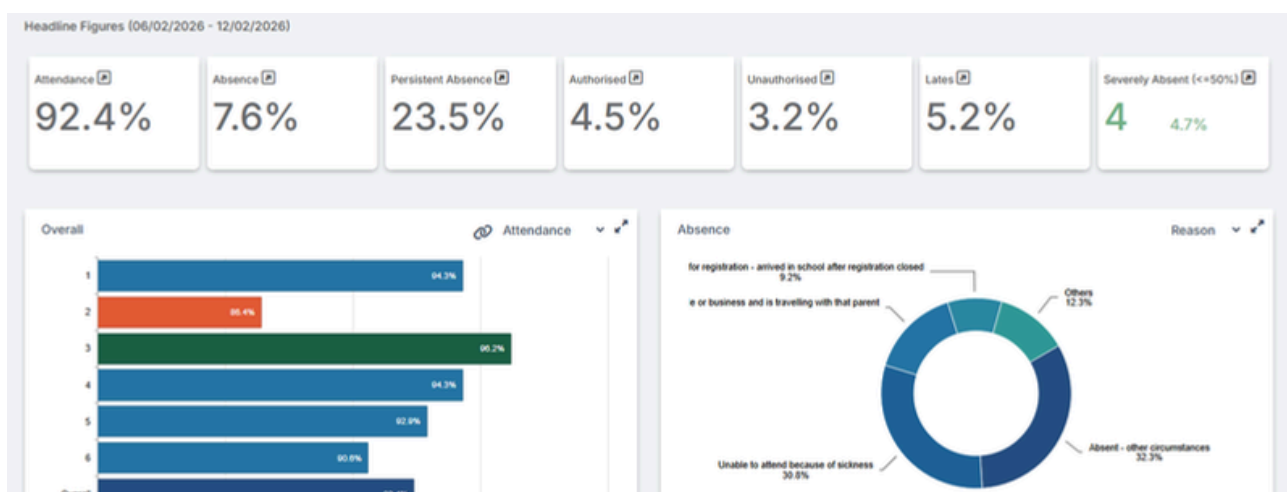 Headline Figures (06/02/2026 - 12/02/2026)
Attendance
92.4%
Absence
7.6%
Persistent Absence
23.5%
Authorised
4.5%
Unauthorised
3.2%
Lates
5.2%
Severely Absent (<=50%)
4 4.7%
Overall
Attendance
1 94.3%
2 86.4%
3 96.2%
4 94.3%
5 92.9%
6 90.6%
Absence
Reason
for registration - arrived in school after registration closed
9.2%
e or business and is travelling with that parent
Others
12.3%
Absent - other circumstances
32.3%
Unable to attend because of sickness
30.8%